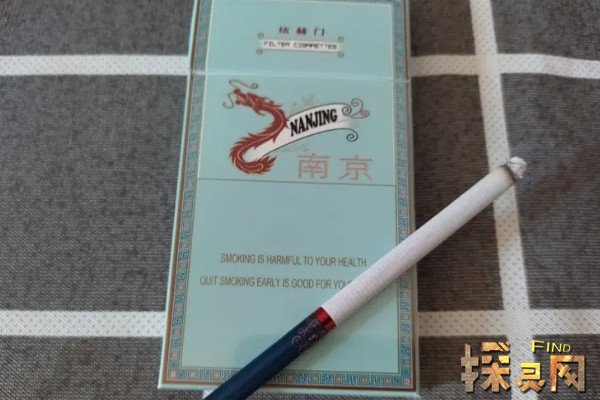 炫赫门
FILTER CIGARETTES
NANJING
南京
SMOKING IS HARMFUL TO YOUR HEALTH
QUIT SMOKING EARLY IS GOOD FOR
FIND
探灵网